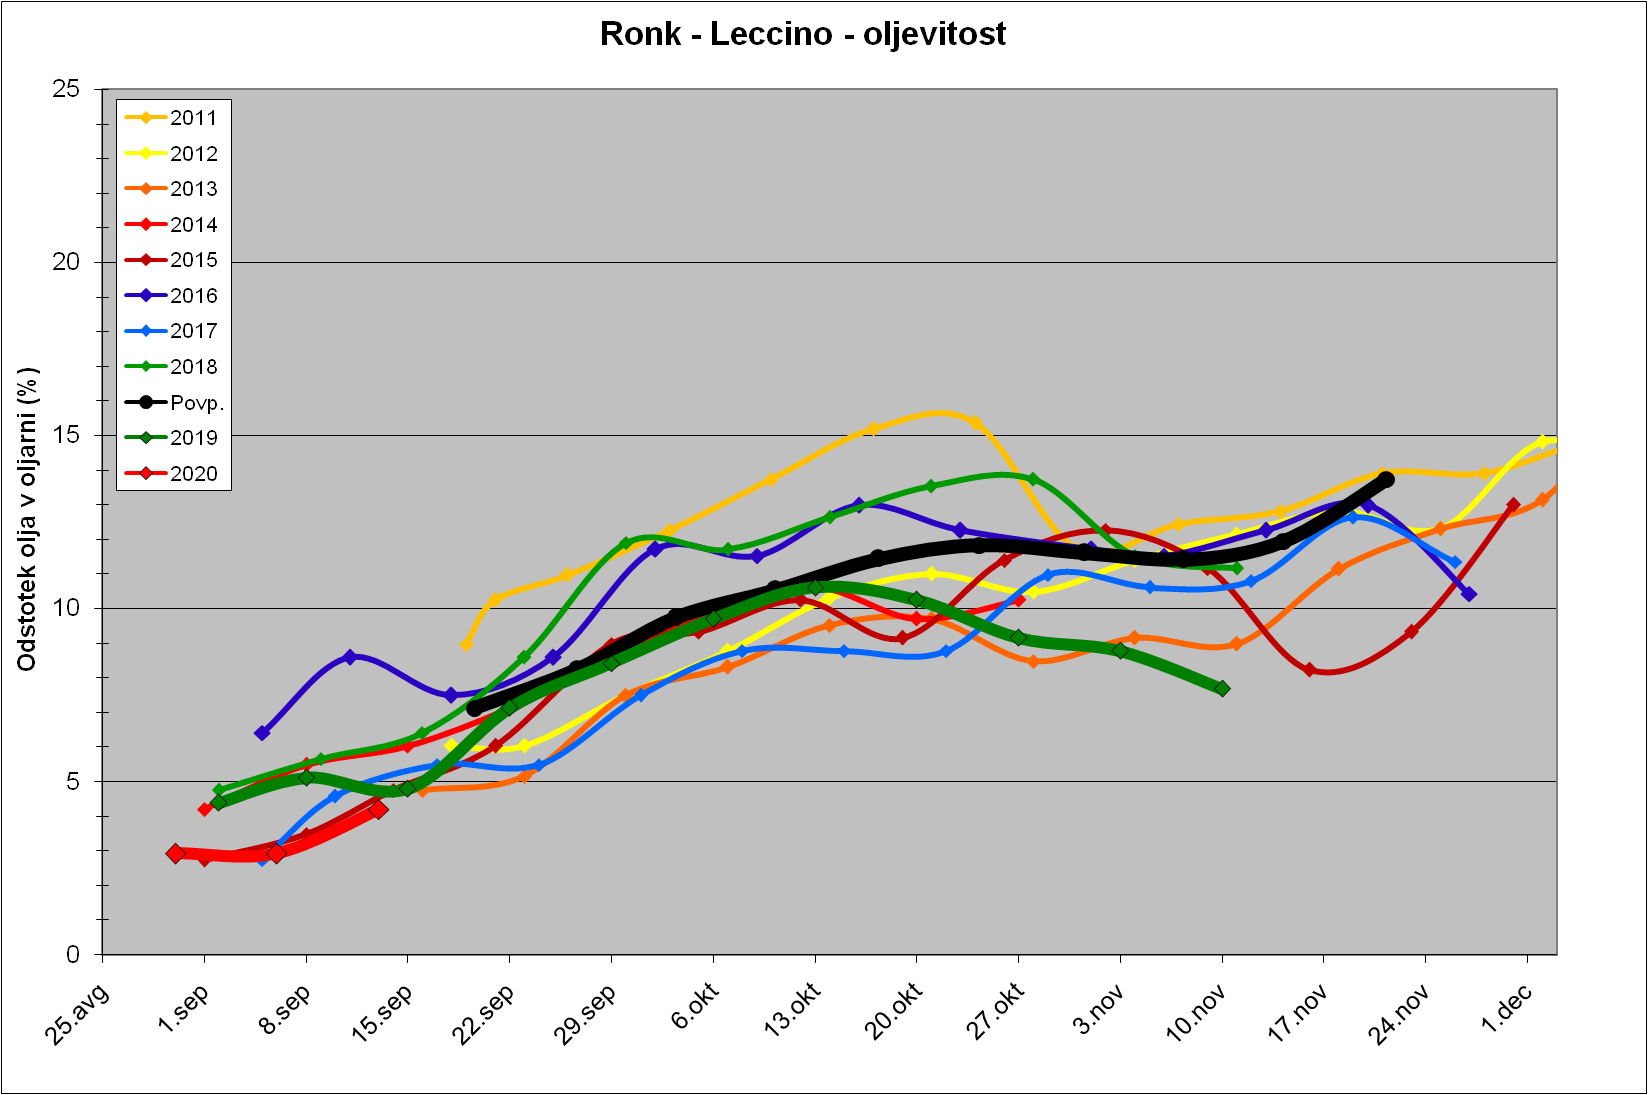 Ronk - Leccino - oljevitost
Odstotek olja v oljarni (%)
25
20
15
10
5
0
2011
2012
2013
2014
2015
2016
2017
2018
Povp.
2019
2020
25.avg
1.sep
8.sep
15.sep
22.sep
29.sep
6.okt
13.okt
20.okt
27.okt
3.nov
10.nov
17.nov
24.nov
1.dec